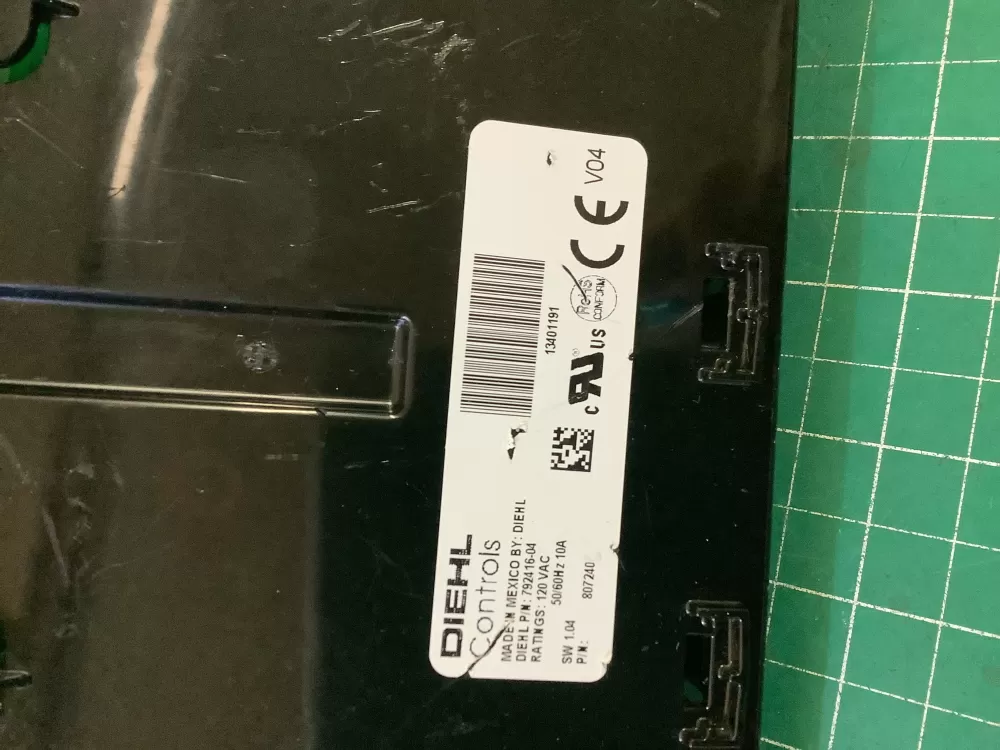 DIEHL
Controls
MADE IN MEXICO BY: DIEHL
DIEHL P/N: 792416-04
RATINGS: 120 VAC
50/60Hz 10A
SW 1.04
P/N: 807240
13401191
c RU ® US
RoHS
CONFORM
CE V04